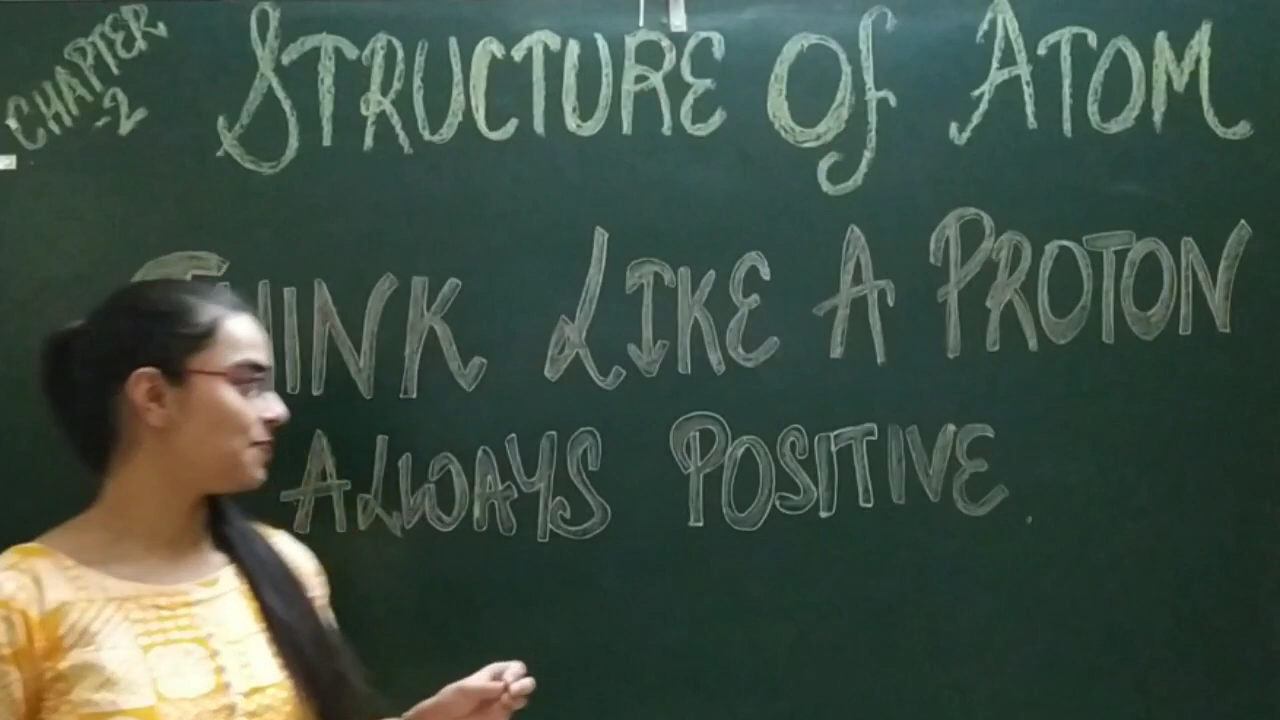 CHAPTER
-2
STRUCTURE Of ATOM
THINK LIKE A PROTON
ALWAYS POSITIVE